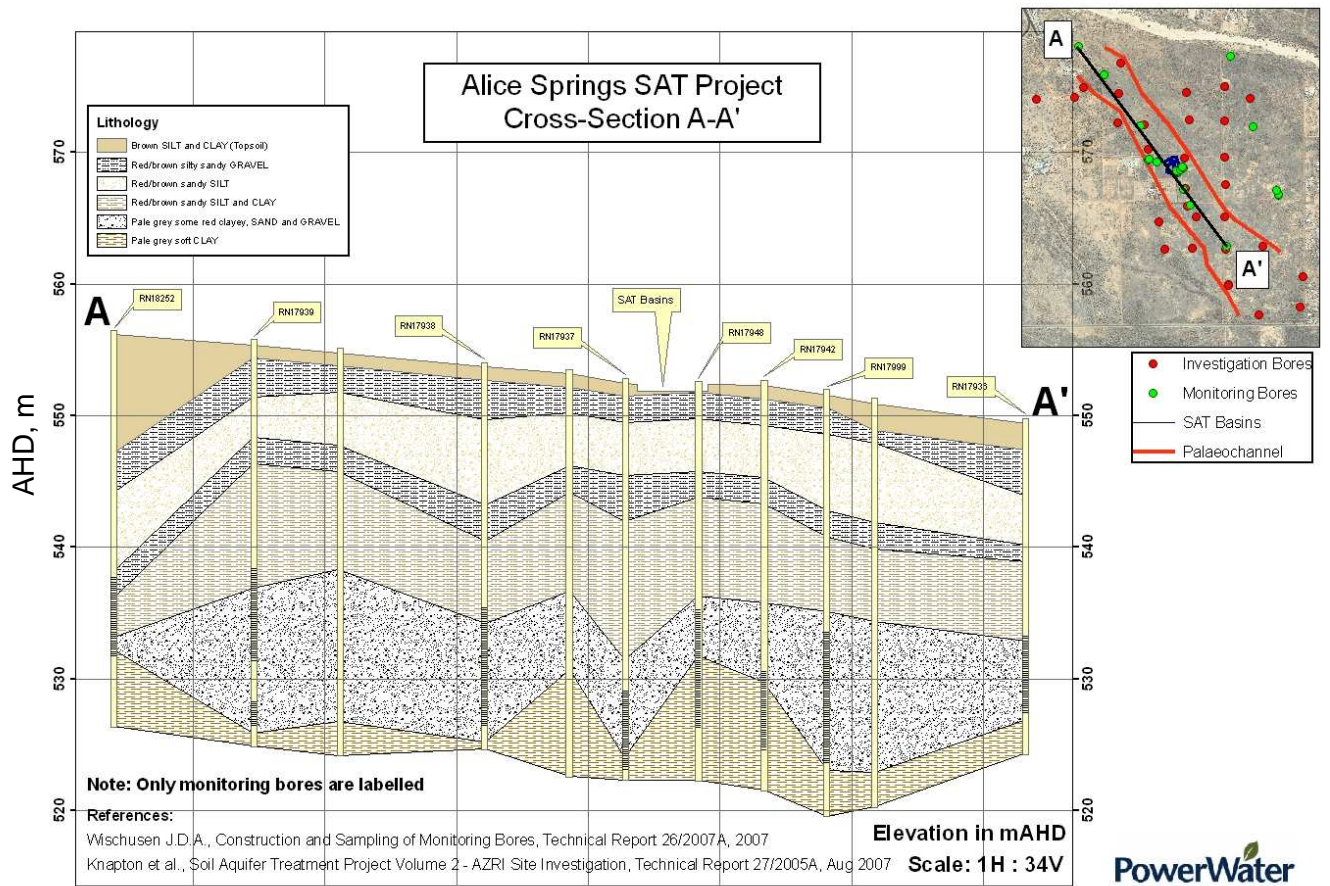 Alice Springs SAT Project
Cross-Section A-A'
Lithology
Brown SILT and CLAY (Topsoil)
Red/brown silty sandy GRAVEL
Red/brown sandy SILT
Red/brown sandy SILT and CLAY
Pale grey some red clayey, SAND and GRAVEL
Pale grey soft CLAY
A
A'
Investigation Bores
Monitoring Bores
SAT Basins
Palaeochannel
AHD, m
570
560
550
540
530
520
570
560
550
540
530
520
A
RN18252
RN17939
RN17938
RN17937
SAT Basins
RN17948
RN17942
RN17999
A'
Note: Only monitoring bores are labelled
References:
Wischusen J.D.A., Construction and Sampling of Monitoring Bores, Technical Report 26/2007A, 2007
Knapton et al., Soil Aquifer Treatment Project Volume 2 - AZRI Site Investigation, Technical Report 27/2005A, Aug 2007
Elevation in mAHD
Scale: 1H : 34V
PowerWater